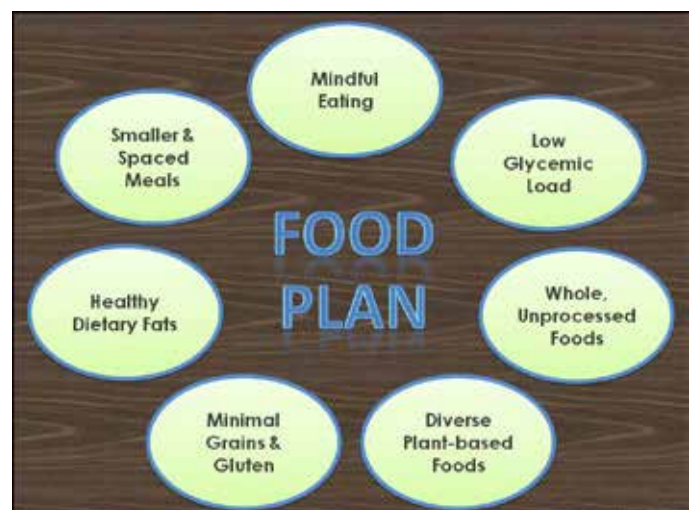 Mindful
Eating
Low
Glycemic
Load
Whole,
Unprocessed
Foods
Diverse
Plant-based
Foods
Minimal
Grains &
Gluten
Healthy
Dietary Fats
Smaller &
Spaced
Meals
FOOD
PLAN